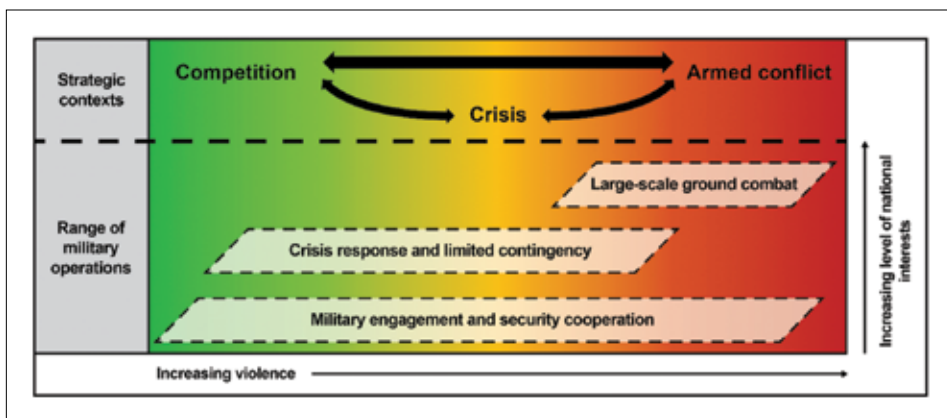 Strategic
contexts
Competition
Armed conflict
Crisis
Range of
military
operations
Large-scale ground combat
Crisis response and limited contingency
Military engagement and security cooperation
Increasing level of national
interests
Increasing violence